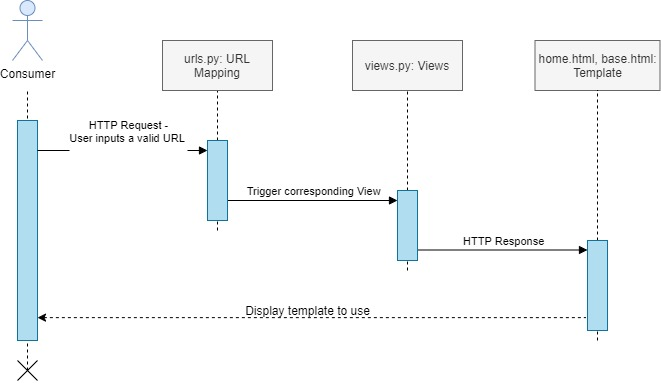 Consumer
urls.py: URL
Mapping
views.py: Views
home.html, base.html:
Template
HTTP Request -
User inputs a valid URL
Trigger corresponding View
HTTP Response
Display template to use